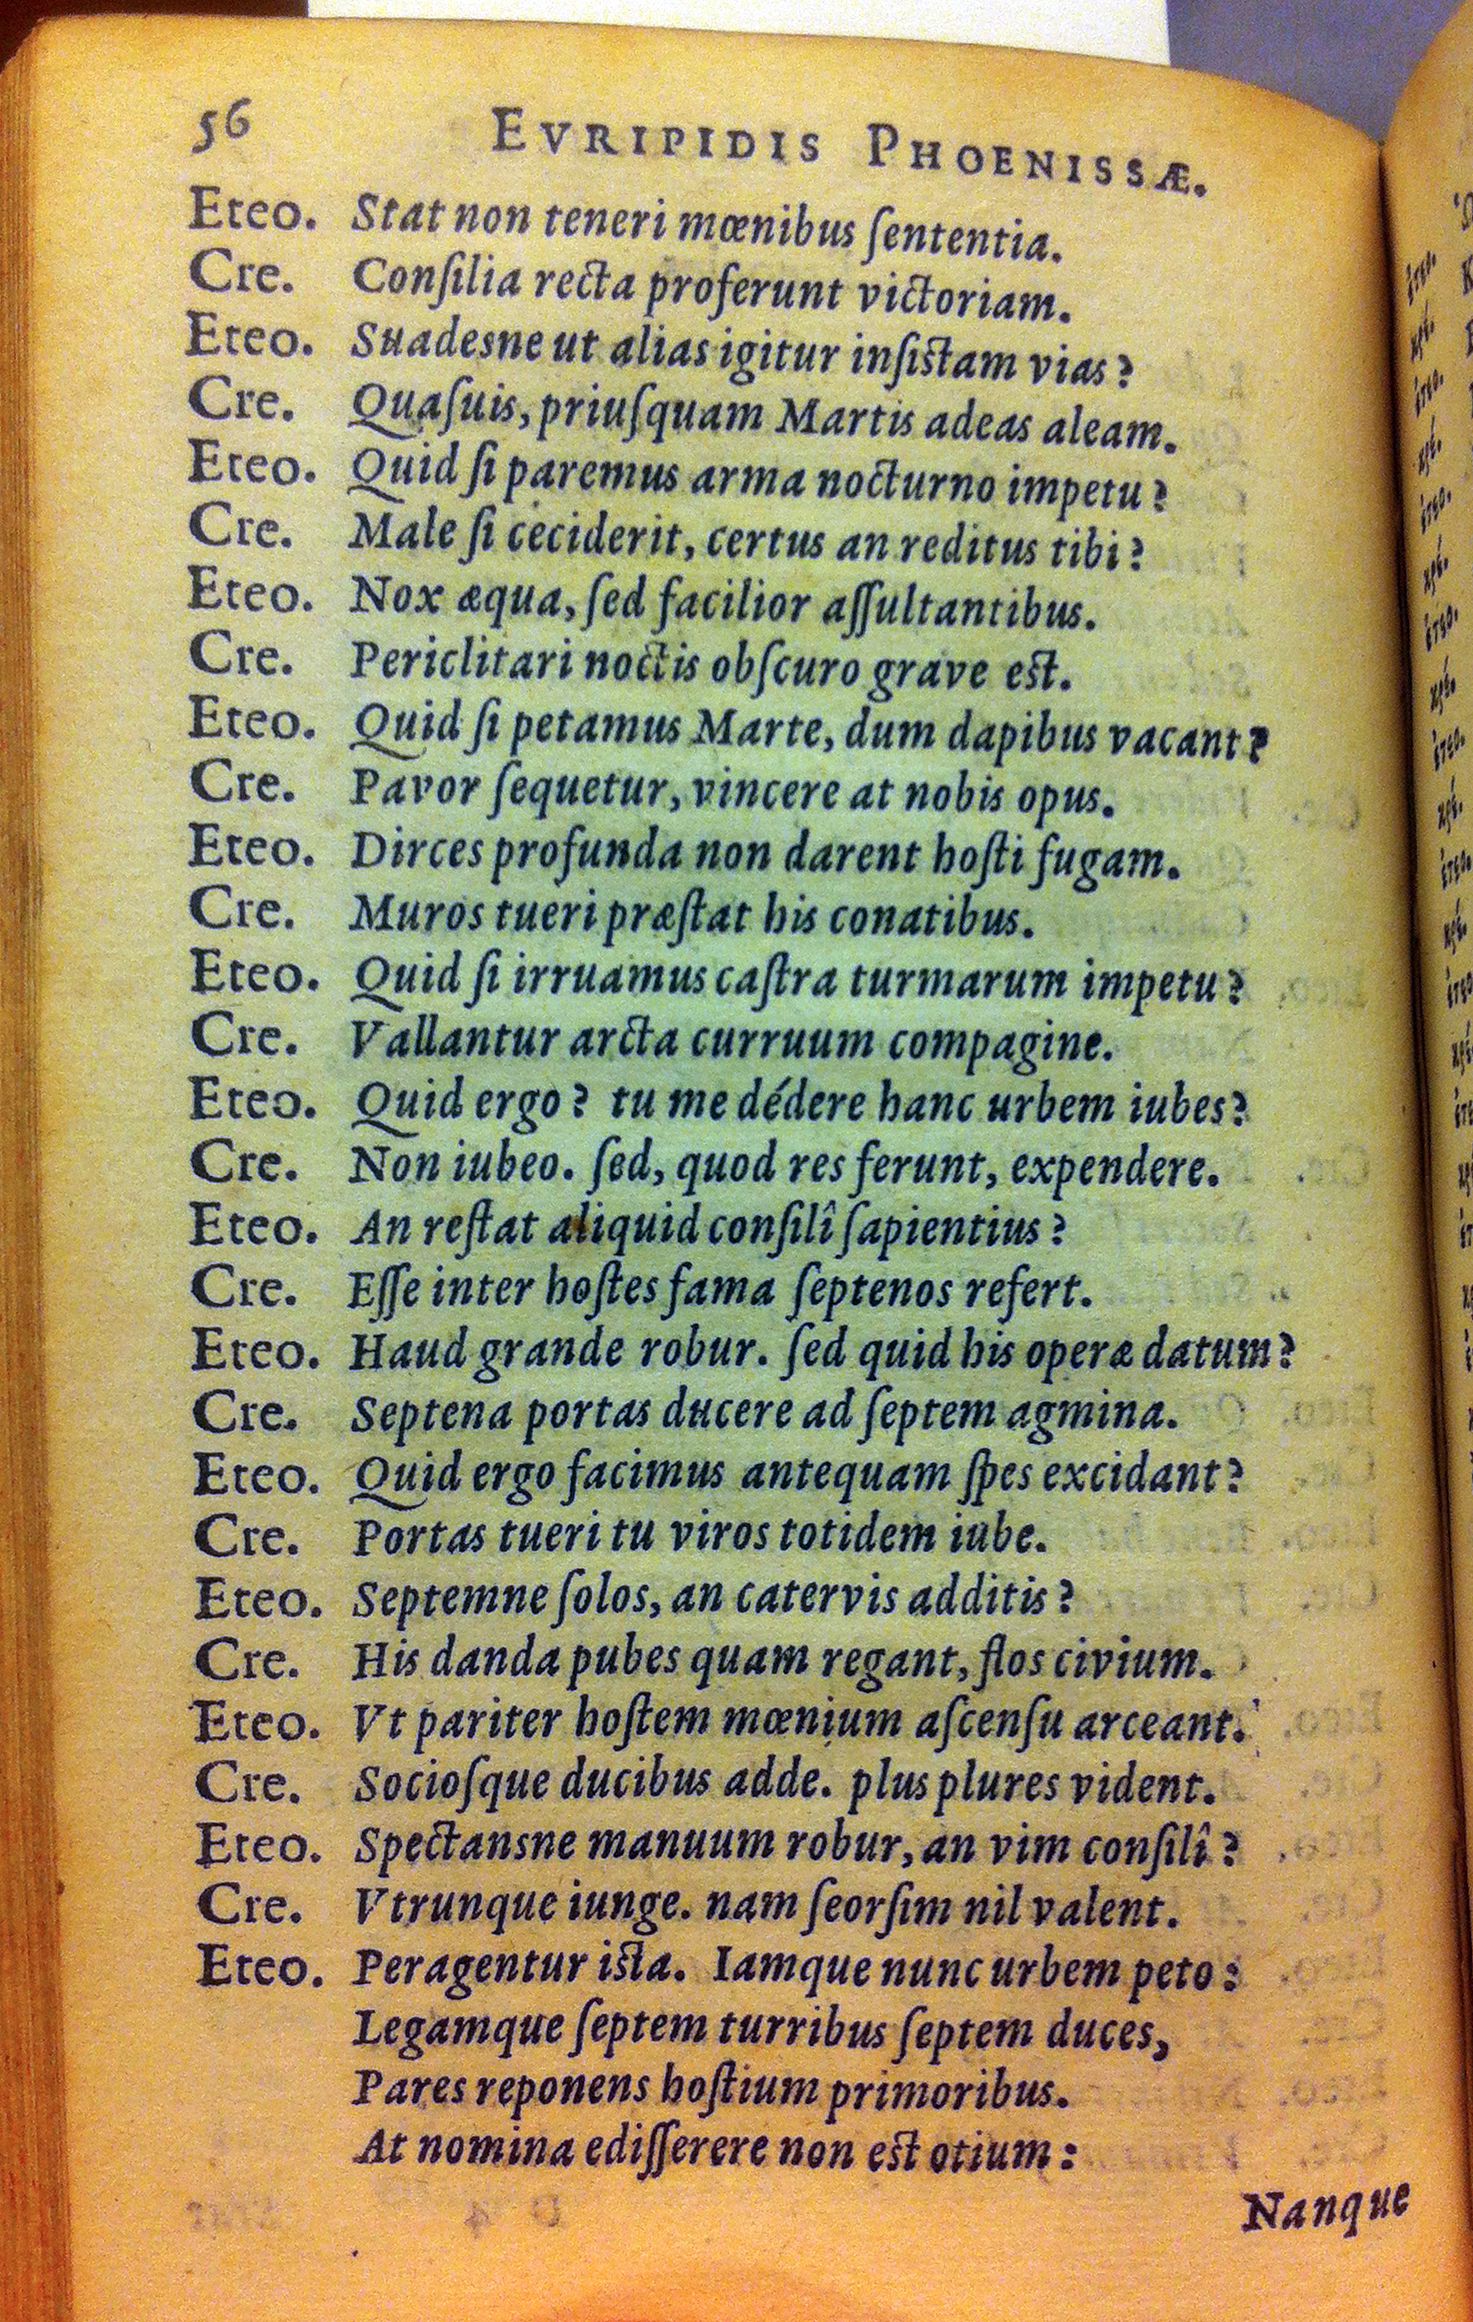 56 EVRIPIDIS PHOENISSÆ.
Eteo. Stat non teneri mœnibus ſententia.
Cre. Conſilia recta proferunt victoriam.
Eteo. Suadesne ut alias igitur inſistam vias?
Cre. Quaſuis, priuſquam Martis adeas aleam.
Eteo. Quid ſi paremus arma nocturno impetu?
Cre. Male ſi ceciderit, certus an reditus tibi?
Eteo. Nox æqua, ſed facilior aſſultantibus.
Cre. Periclitari noctis obſcuro grave est.
Eteo. Quid ſi petamus Marte, dum dapibus vacant?
Cre. Pavor ſequetur, vincere at nobis opus.
Eteo. Dirces profunda non darent hoſti fugam.
Cre. Muros tueri præſtat his conatibus.
Eteo. Quid ſi irruamus caſtra turmarum impetu?
Cre. Vallantur arcta curruum compagine.
Eteo. Quid ergo? tu me dédere hanc urbem iubes?
Cre. Non iubeo. ſed, quod res ferunt, expendere.
Eteo. An reſtat aliquid conſilî ſapientius?
Cre. Eſſe inter hoſtes fama ſeptenos refert.
Eteo. Haud grande robur. ſed quid his operæ datum?
Cre. Septena portas ducere ad ſeptem agmina.
Eteo. Quid ergo facimus antequam ſpes excidant?
Cre. Portas tueri tu viros totidem iube.
Eteo. Septemne ſolos, an catervis additis?
Cre. His danda pubes quam regant, flos civium.
Eteo. Vt pariter hoſtem mœnium aſcenſu arceant.
Cre. Socioſque ducibus adde. plus plures vident.
Eteo. Spectansne manuum robur, an vim conſilî?
Cre. Vtrunque iunge. nam ſeorſim nil valent.
Eteo. Peragentur ista. Iamque nunc urbem peto:
Legamque ſeptem turribus ſeptem duces,
Pares reponens hoſtium primoribus.
At nomina ediſſerere non est otium:
Nanque